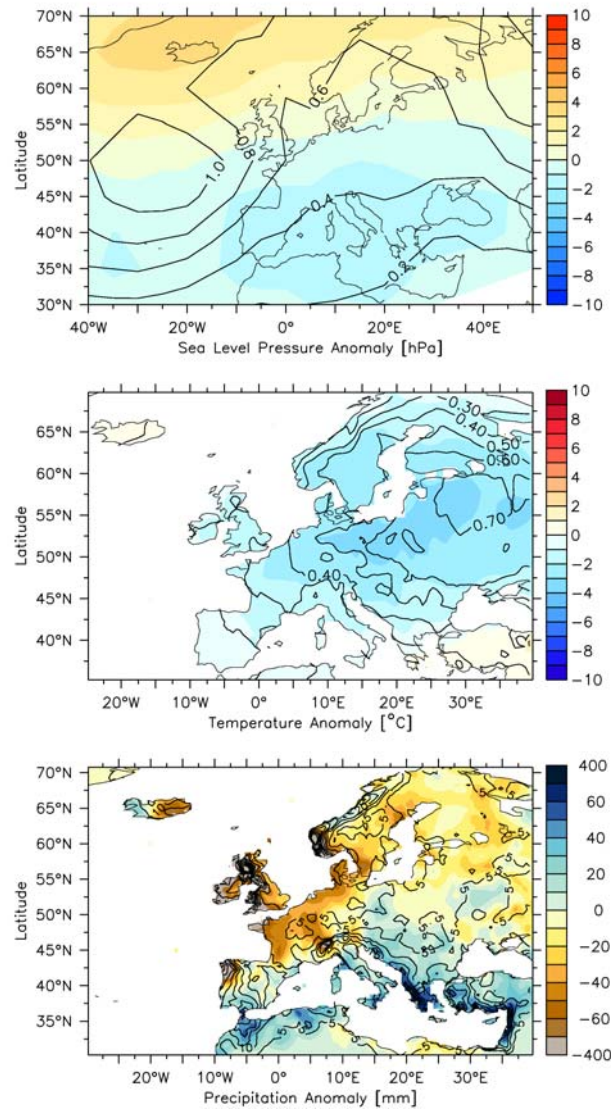 70°N
65°N
60°N
55°N
50°N
45°N
40°N
35°N
30°N
Latitude
40°W 20°W 0° 20°E 40°E
Sea Level Pressure Anomaly [hPa]
0.6
0.8
1.0
0.4
0.2
10
8
6
4
2
0
−2
−4
−6
−8
−10
65°N
60°N
55°N
50°N
45°N
40°N
Latitude
20°W 10°W 0° 10°E 20°E 30°E
Temperature Anomaly [°C]
0.30
0.40
0.50
0.60
0.70
0.40
10
8
6
4
2
0
−2
−4
−6
−8
−10
70°N
65°N
60°N
55°N
50°N
45°N
40°N
35°N
Latitude
20°W 10°W 0° 10°E 20°E 30°E
Precipitation Anomaly [mm]
400
60
40
20
0
−20
−40
−60
−400